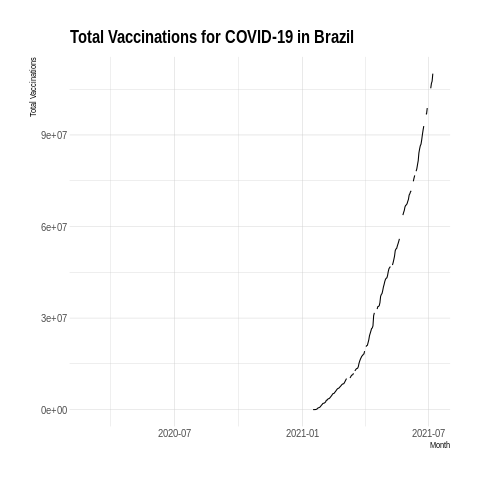 Total Vaccinations for COVID-19 in Brazil
Total Vaccinations
9e+07
6e+07
3e+07
0e+00
2020-07 2021-01 2021-07
Month